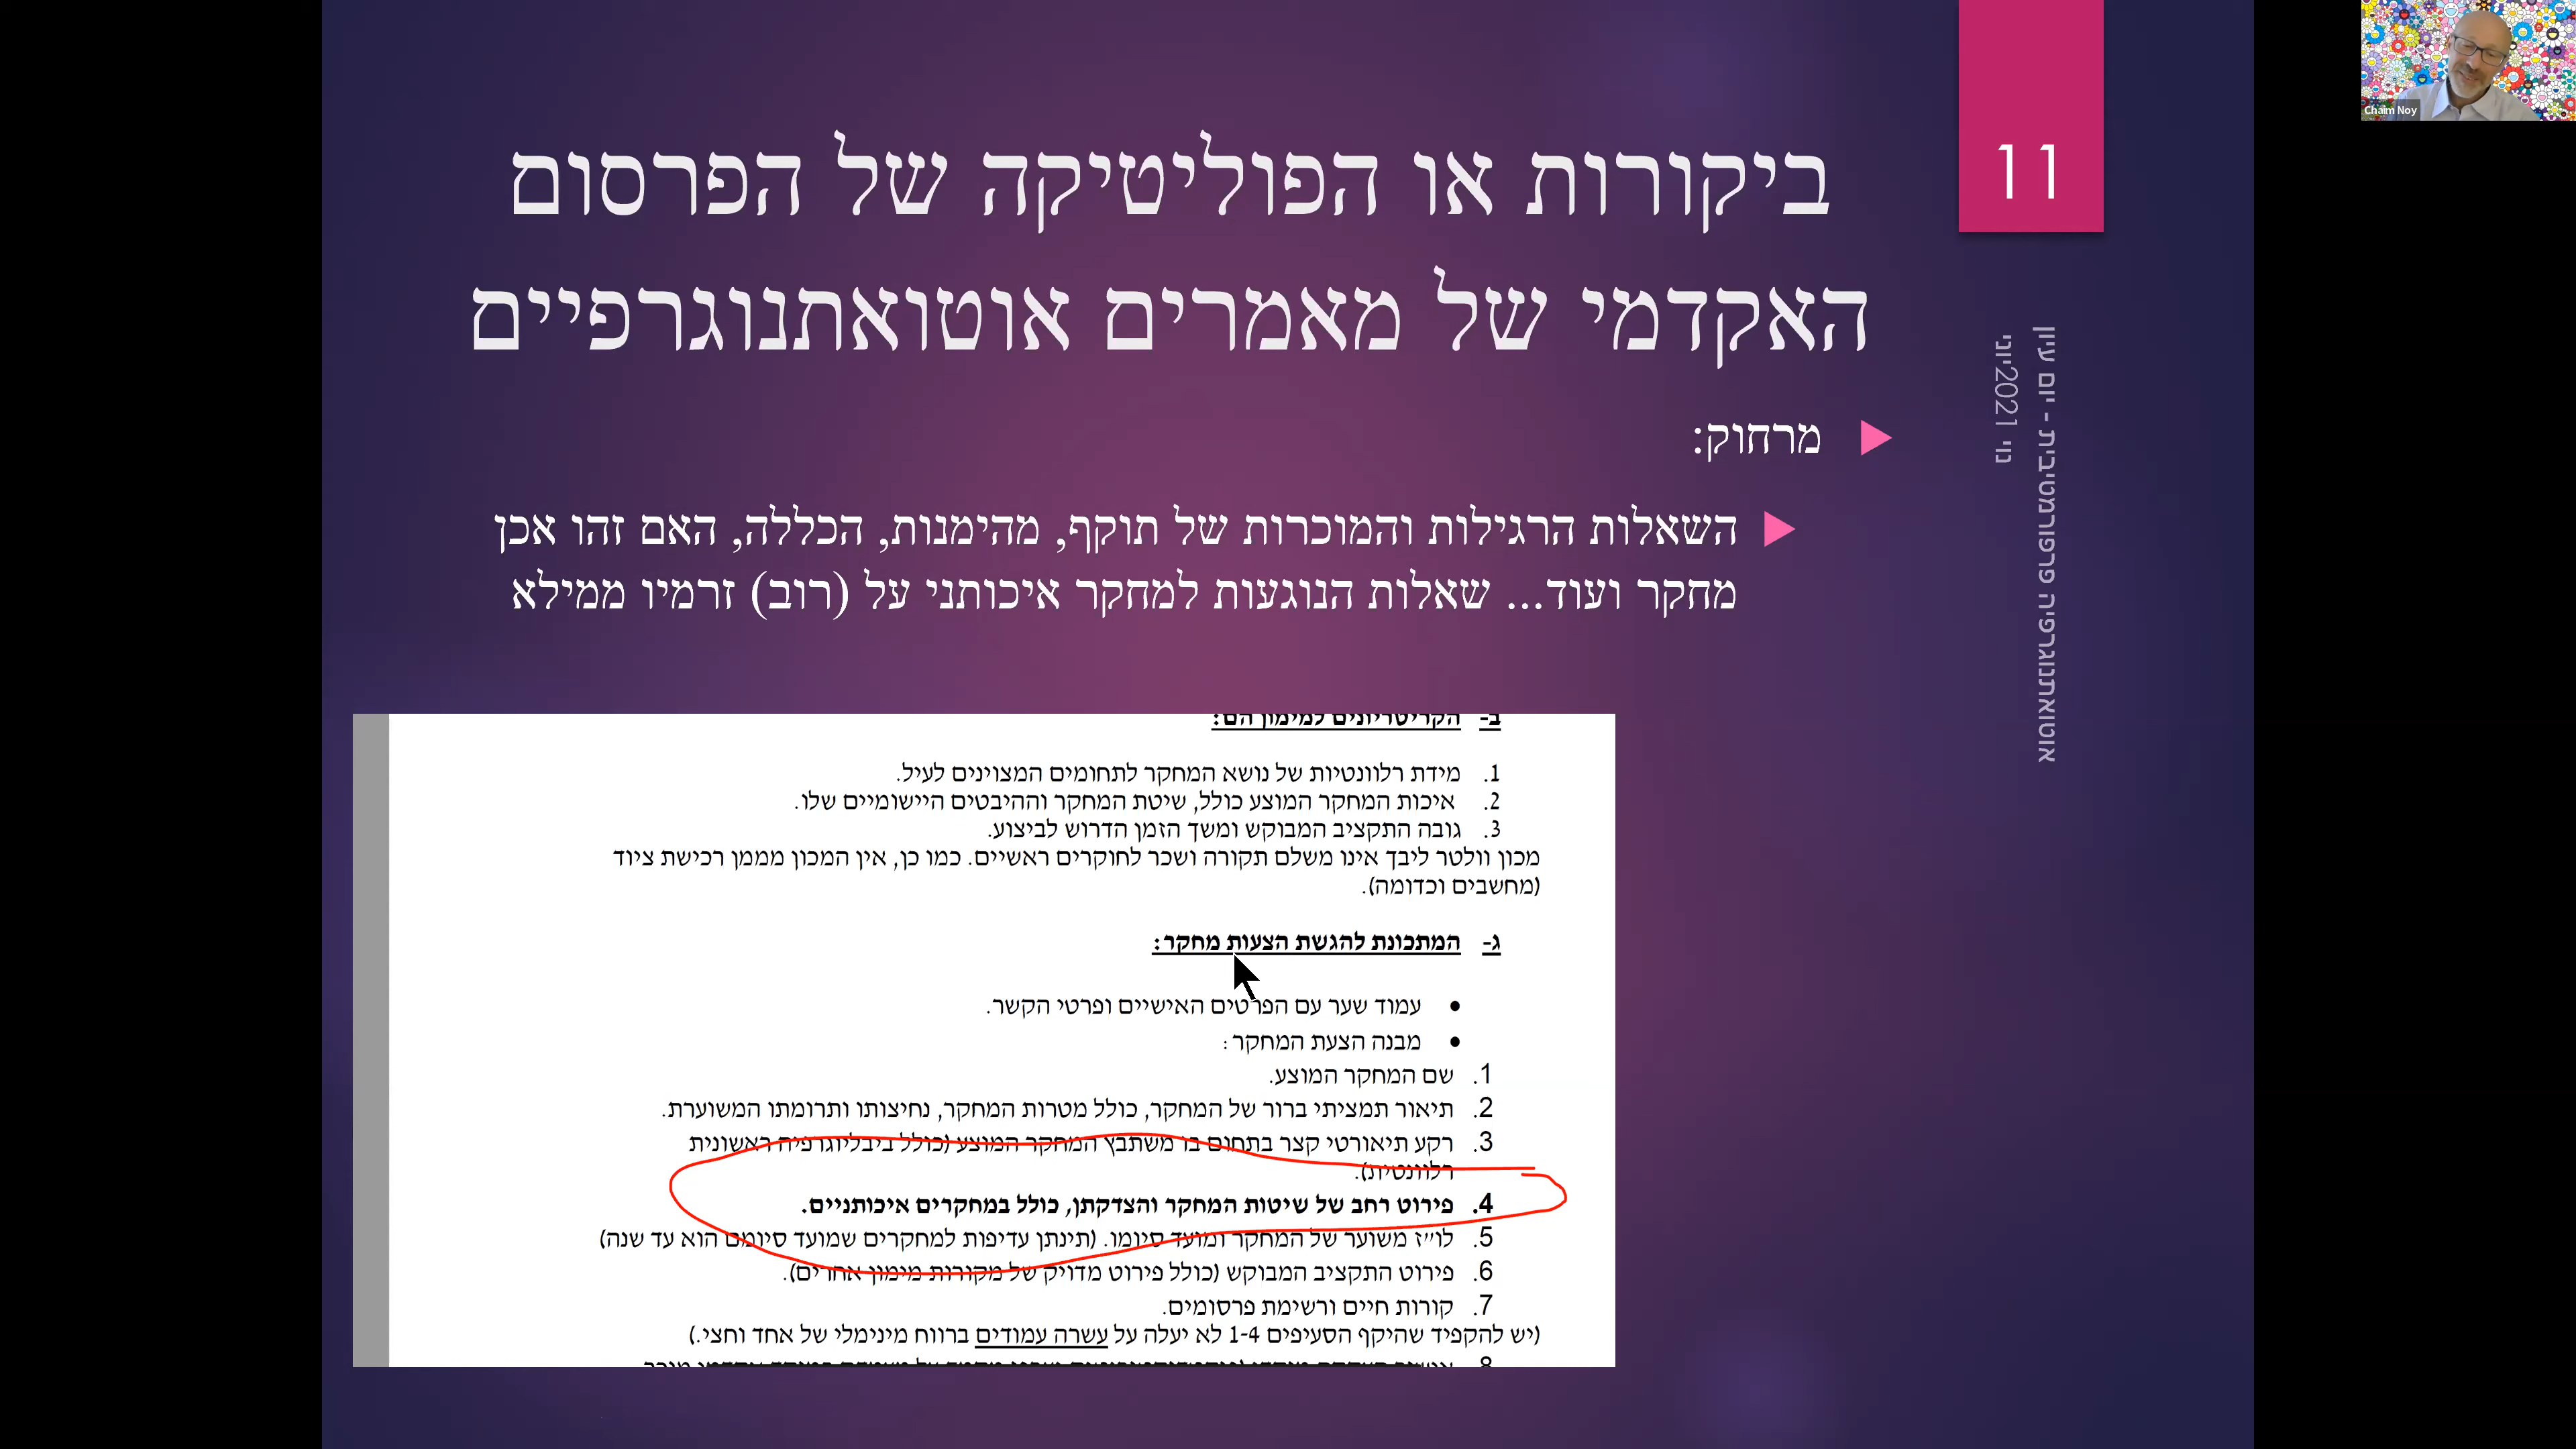 ביקורות או הפוליטיקה של הפרסום
האקדמי של מאמרים אוטואתנוגרפיים
מרחוק:
השאלות הרגילות והמוכרות של תוקף, מהימנות, הכללה, האם זהו אכן
מחקר ועוד... שאלות הנוגעות למחקר איכותני על (רוב) זרמיו ממילא
11
אוטואתנוגרפיה פרפורמטיבית - יום עיון
נוי 2021יוני
Chaim Noy
ב- הקריטריונים למימון הם:
1. מידת רלוונטיות של נושא המחקר לתחומים המצוינים לעיל.
2. איכות המחקר המוצע כולל, שיטת המחקר וההיבטים היישומיים שלו.
3. גובה התקציב המבוקש ומשך הזמן הדרוש לביצוע.
מכון וולטר ליבך אינו משלם תקורה ושכר לחוקרים ראשיים. כמו כן, אין המכון מממן רכישת ציוד
(מחשבים וכדומה).
ג- המתכונת להגשת הצעות מחקר:
• עמוד שער עם הפרטים האישיים ופרטי הקשר.
• מבנה הצעת המחקר:
1. שם המחקר המוצע.
2. תיאור תמציתי ברור של המחקר, כולל מטרות המחקר, נחיצותו ותרומתו המשוערת.
3. רקע תיאורטי קצר בתחום בו משתבץ המחקר המוצע (כולל ביבליוגרפיה ראשונית
רלוונטית).
4. פירוט רחב של שיטות המחקר והצדקתן, כולל במחקרים איכותניים.
5. לו״ז משוער של המחקר ומועד סיומו. (תינתן עדיפות למחקרים שמועד סיומם הוא עד שנה)
6. פירוט התקציב המבוקש (כולל פירוט מדויק של מקורות מימון אחרים).
7. קורות חיים ורשימת פרסומים.
(יש להקפיד שהיקף הסעיפים 1-4 לא יעלה על עשרה עמודים ברווח מינימלי של אחד וחצי.)
8.